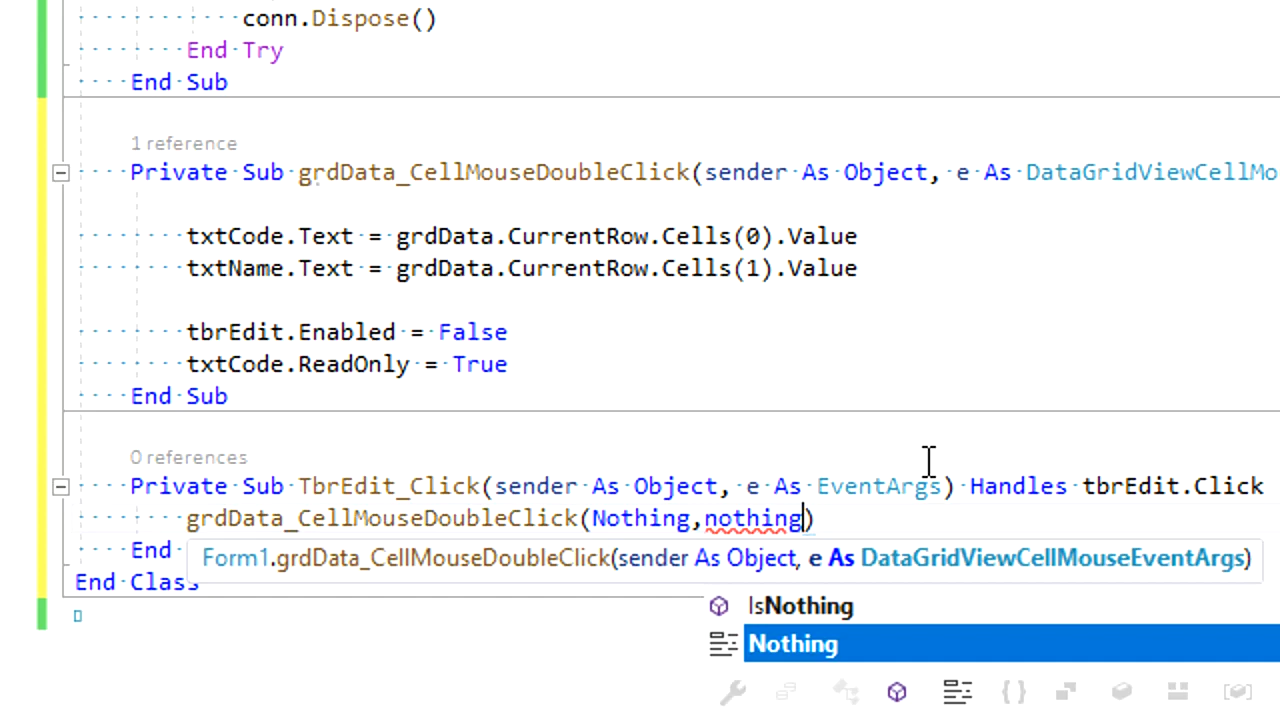 conn.Dispose()
End Try
End Sub
1 reference
Private Sub grdData_CellMouseDoubleClick(sender As Object, e As DataGridViewCellMo
txtCode.Text = grdData.CurrentRow.Cells(0).Value
txtName.Text = grdData.CurrentRow.Cells(1).Value
tbrEdit.Enabled = False
txtCode.ReadOnly = True
End Sub
0 references
Private Sub TbrEdit_Click(sender As Object, e As EventArgs) Handles tbrEdit.Click
grdData_CellMouseDoubleClick(Nothing,nothing)
End
Form1.grdData_CellMouseDoubleClick(sender As Object, e As DataGridViewCellMouseEventArgs)
End Class
IsNothing
Nothing